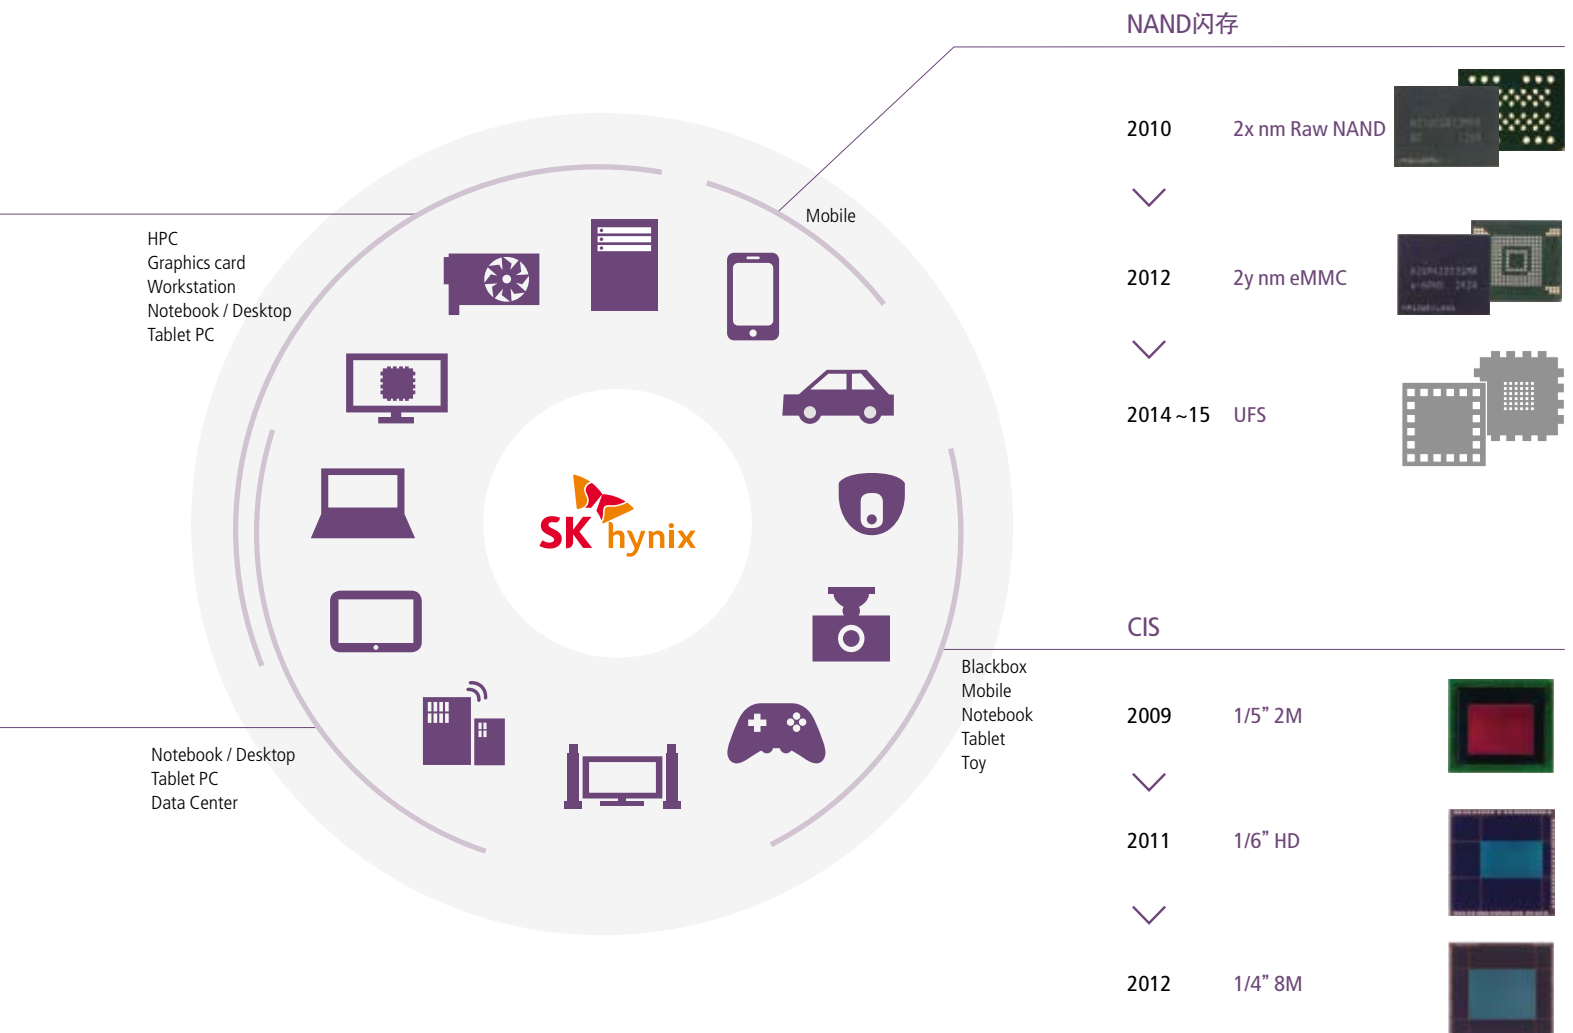 NAND闪存
2010 2x nm Raw NAND
2012 2y nm eMMC
2014 ~15 UFS
Mobile
HPC
Graphics card
Workstation
Notebook / Desktop
Tablet PC
SK hynix
Notebook / Desktop
Tablet PC
Data Center
CIS
Blackbox
Mobile
Notebook
Tablet
Toy
2009 1/5” 2M
2011 1/6” HD
2012 1/4” 8M